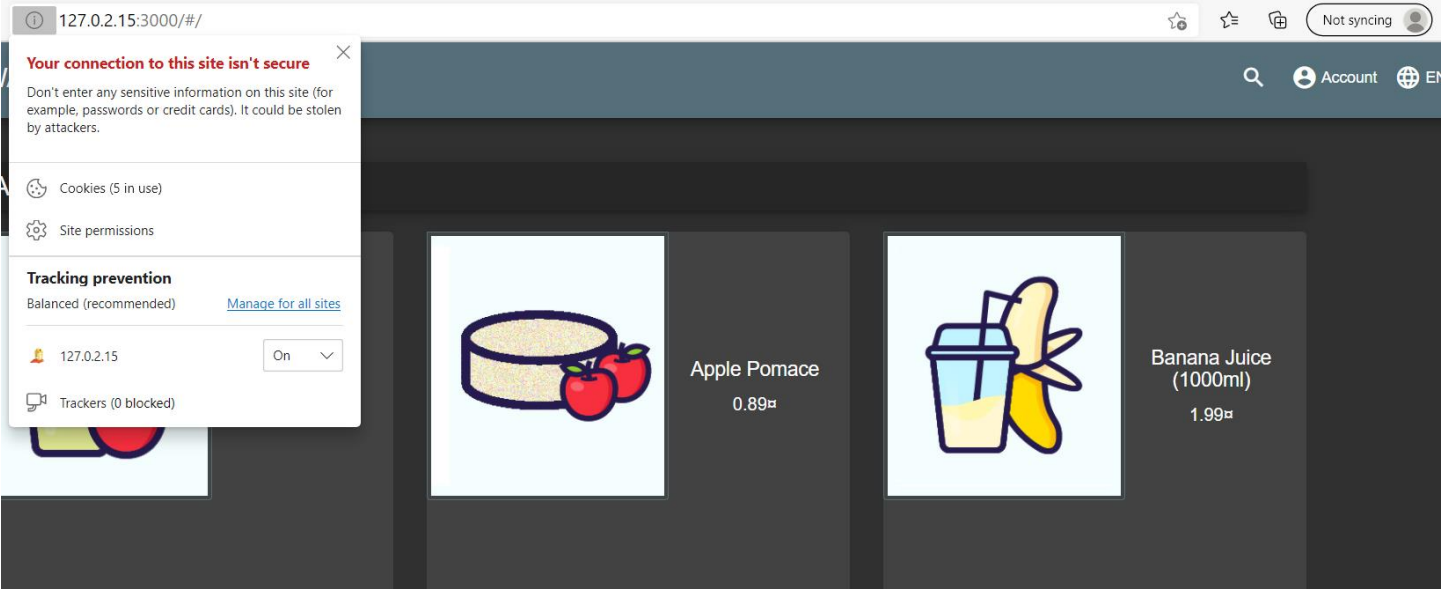 127.0.2.15:3000/#/
Not syncing
Your connection to this site isn't secure
Don't enter any sensitive information on this site (for
example, passwords or credit cards). It could be stolen
by attackers.
Cookies (5 in use)
Site permissions
Tracking prevention
Balanced (recommended)
Manage for all sites
127.0.2.15
On
Trackers (0 blocked)
Account
EN
Apple Pomace
0.89¤
Banana Juice
(1000ml)
1.99¤